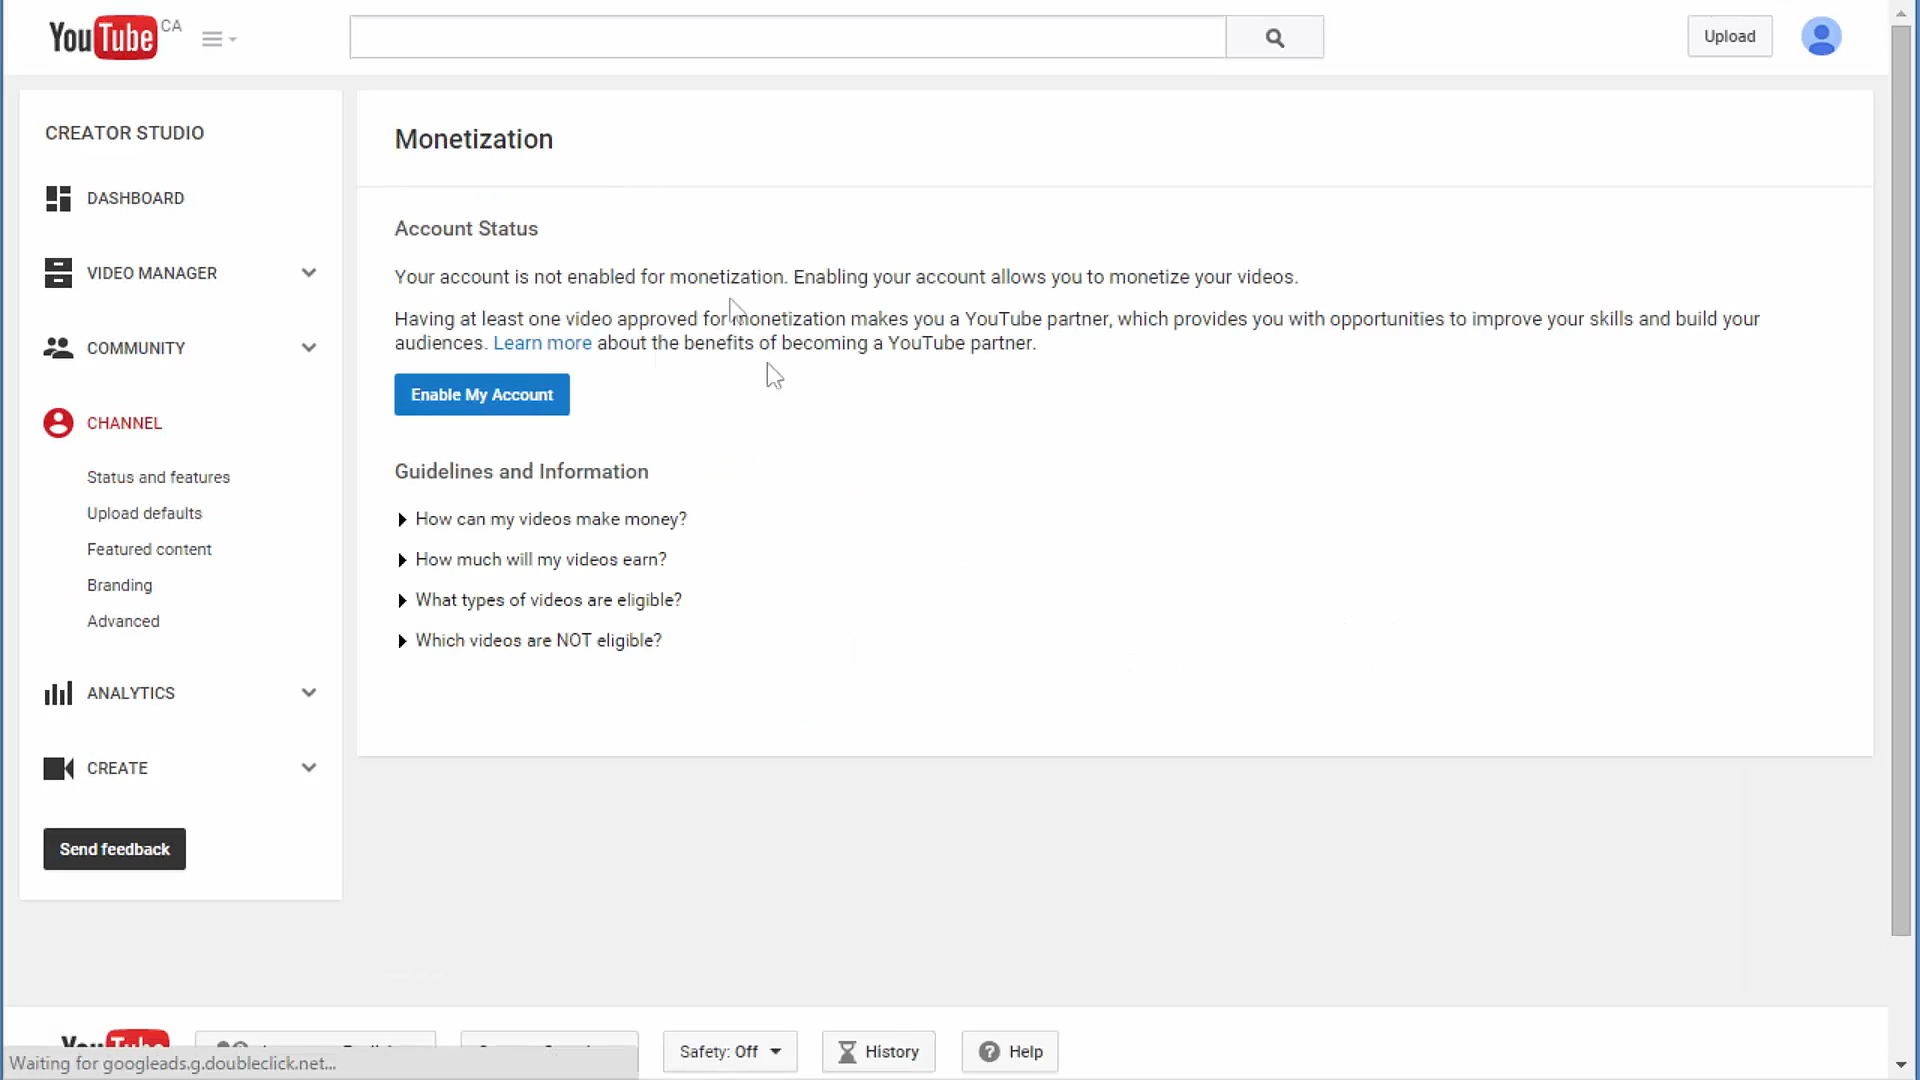 YouTube CA
Upload
CREATOR STUDIO
DASHBOARD
VIDEO MANAGER
COMMUNITY
CHANNEL
Status and features
Upload defaults
Featured content
Branding
Advanced
ANALYTICS
CREATE
Send feedback
Monetization
Account Status
Your account is not enabled for monetization. Enabling your account allows you to monetize your videos.
Having at least one video approved for monetization makes you a YouTube partner, which provides you with opportunities to improve your skills and build your
audiences. Learn more about the benefits of becoming a YouTube partner.
Enable My Account
Guidelines and Information
How can my videos make money?
How much will my videos earn?
What types of videos are eligible?
Which videos are NOT eligible?
YouTube
Safety: Off
History
Help
Waiting for googleads.g.doubleclick.net...